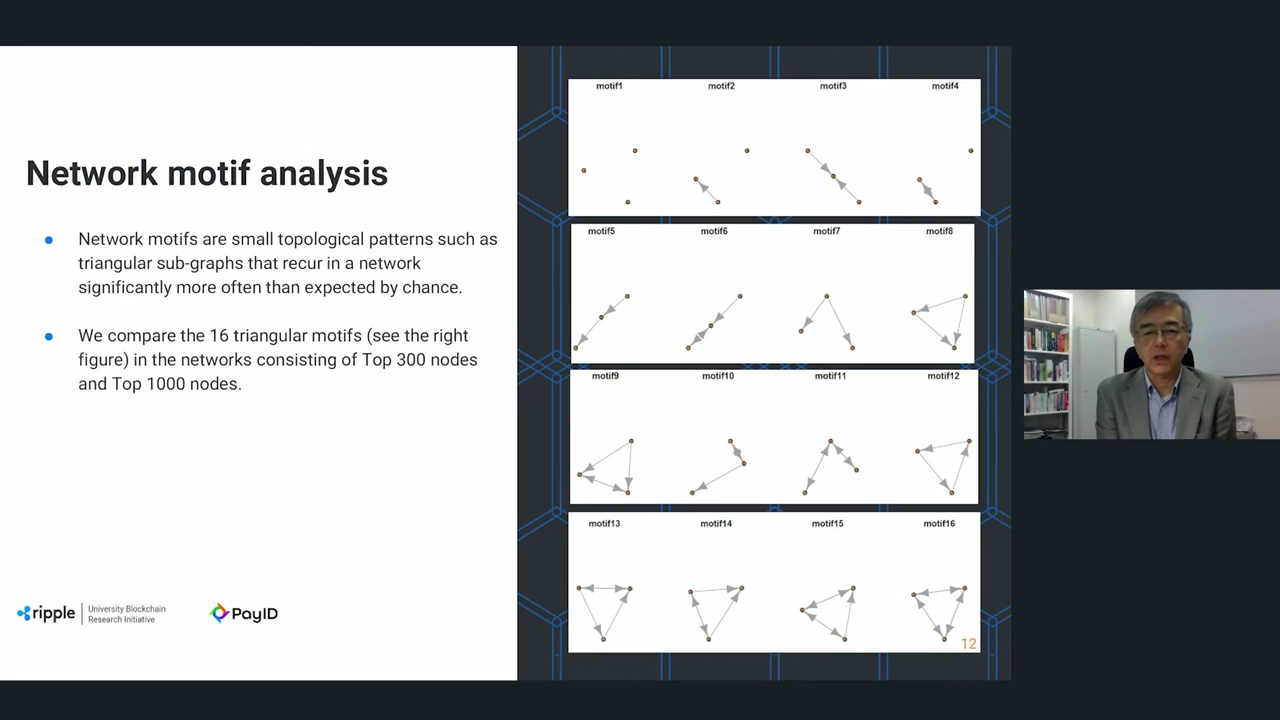 Network motif analysis
Network motifs are small topological patterns such as
triangular sub-graphs that recur in a network
significantly more often than expected by chance.
We compare the 16 triangular motifs (see the right
figure) in the networks consisting of Top 300 nodes
and Top 1000 nodes.
ripple
University Blockchain
Research Initiative
PayID
motif1 motif2 motif3 motif4
motif5 motif6 motif7 motif8
motif9 motif10 motif11 motif12
motif13 motif14 motif15 motif16
12